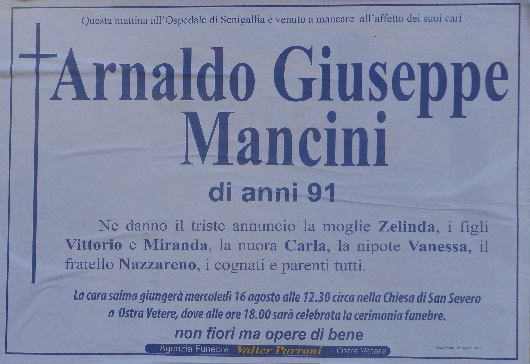 Questa mattina all'Ospedale di Senigallia è venuto a mancare all'affetto dei suoi cari
Arnaldo Giuseppe
Mancini
di anni 91
Ne danno il triste annuncio la moglie Zelinda, i figli
Vittorio e Miranda, la nuora Carla, la nipote Vanessa, il
fratello Nazzareno, i cognati e parenti tutti.
La cara salma giungerà mercoledì 16 agosto alle 12.30 circa nella Chiesa di San Severo
a Ostra Vetere, dove alle ore 18.00 sarà celebrata la cerimonia funebre.
non fiori ma opere di bene
Agenzia Funebre Valter Parroni - Ostra Vetere